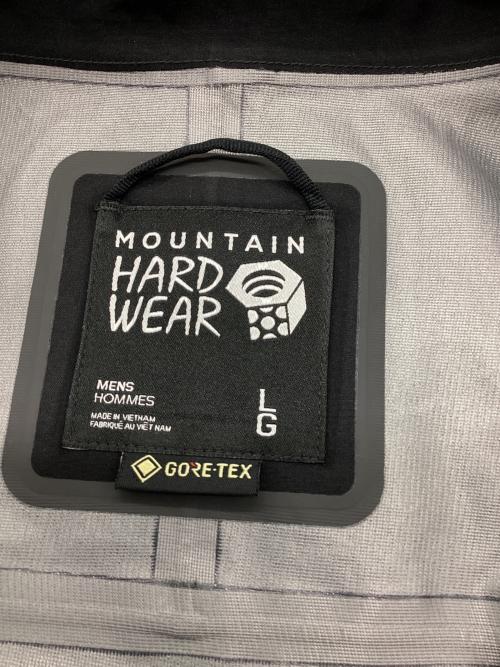 MOUNTAIN
HARD
WEAR
MENS
HOMMES
MADE IN VIETNAM
FABRIQUÉ AU VIÊT NAM
LG
GORE-TEX